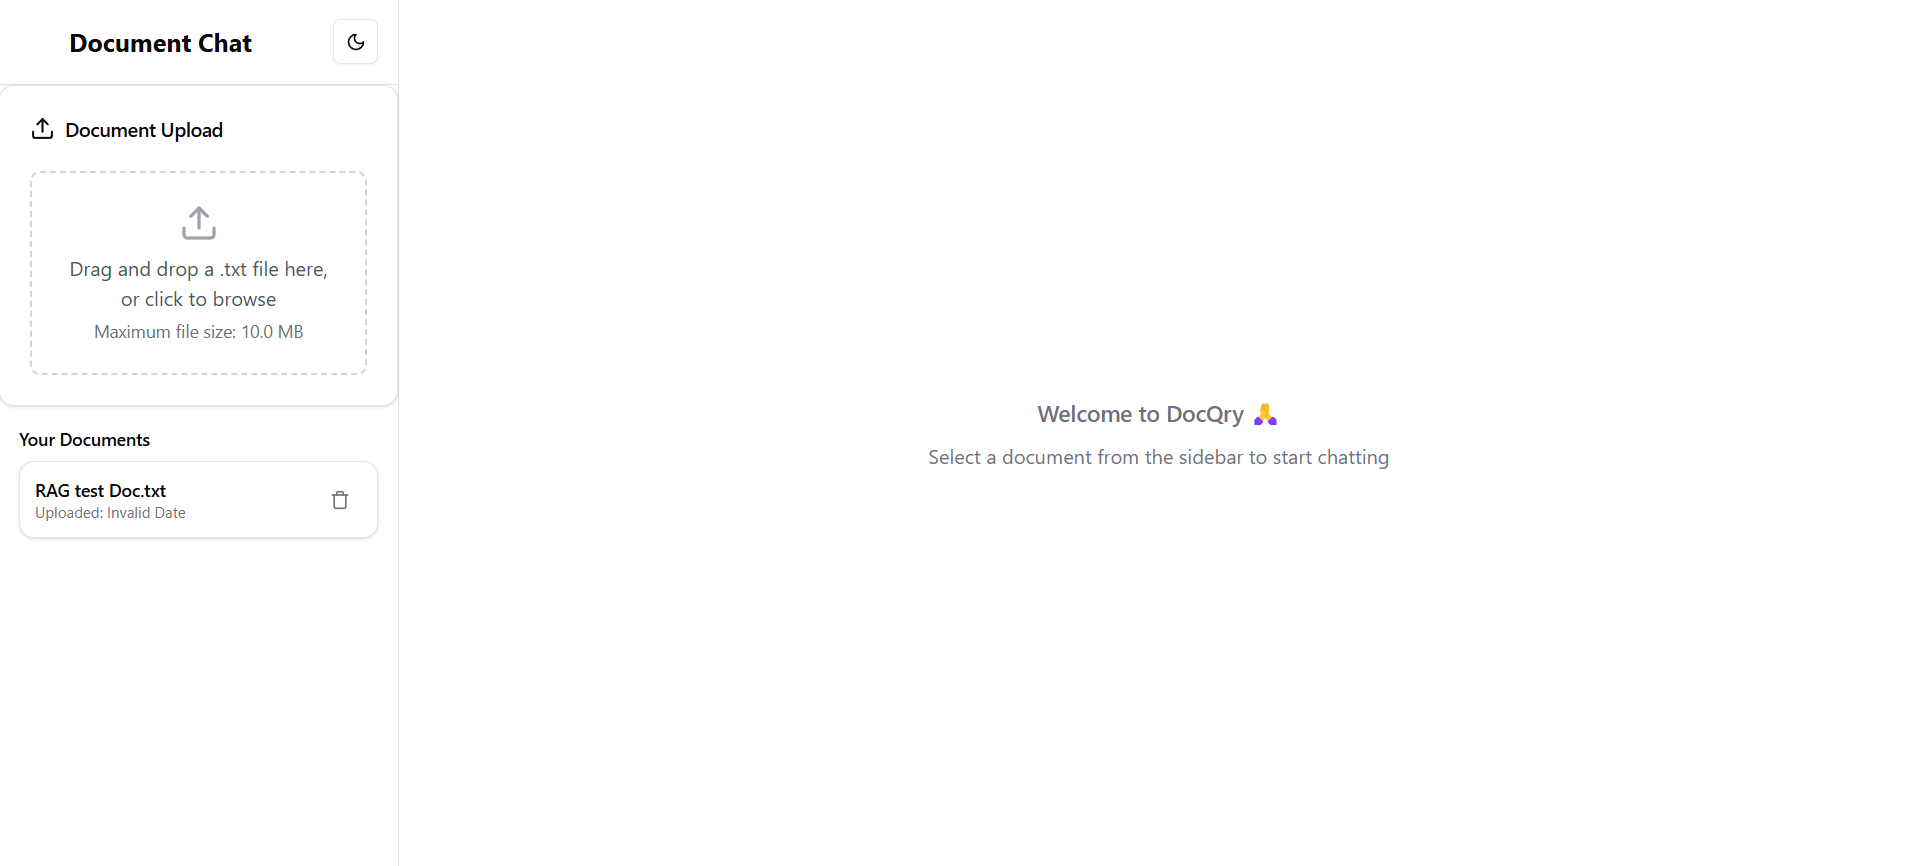 Document Chat
Document Upload
Drag and drop a .txt file here,
or click to browse
Maximum file size: 10.0 MB
Your Documents
RAG test Doc.txt
Uploaded: Invalid Date
Welcome to DocQry 🙏
Select a document from the sidebar to start chatting